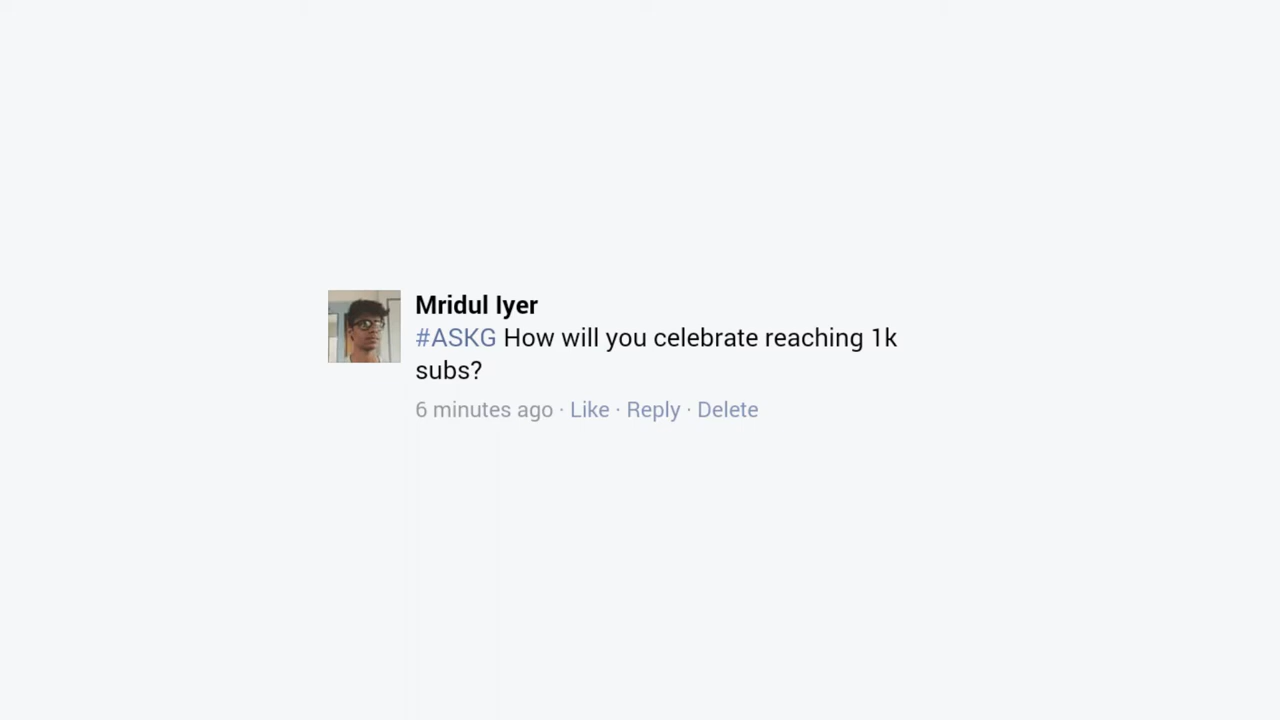 Mridul Iyer
#ASKG How will you celebrate reaching 1k
subs?
6 minutes ago · Like · Reply · Delete